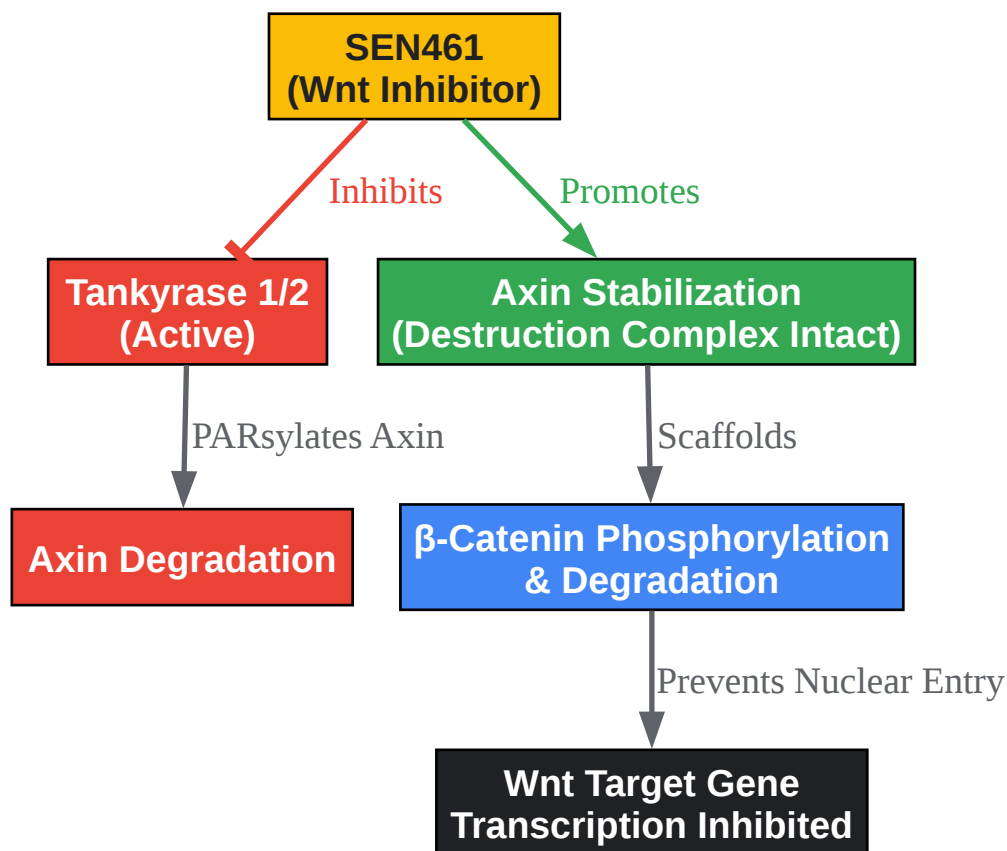 SEN461
(Wnt Inhibitor)
Inhibits
Promotes
Tankyrase 1/2
(Active)
Axin Stabilization
(Destruction Complex Intact)
PARsylates Axin
Scaffolds
Axin Degradation
β-Catenin Phosphorylation
& Degradation
Prevents Nuclear Entry
Wnt Target Gene
Transcription Inhibited